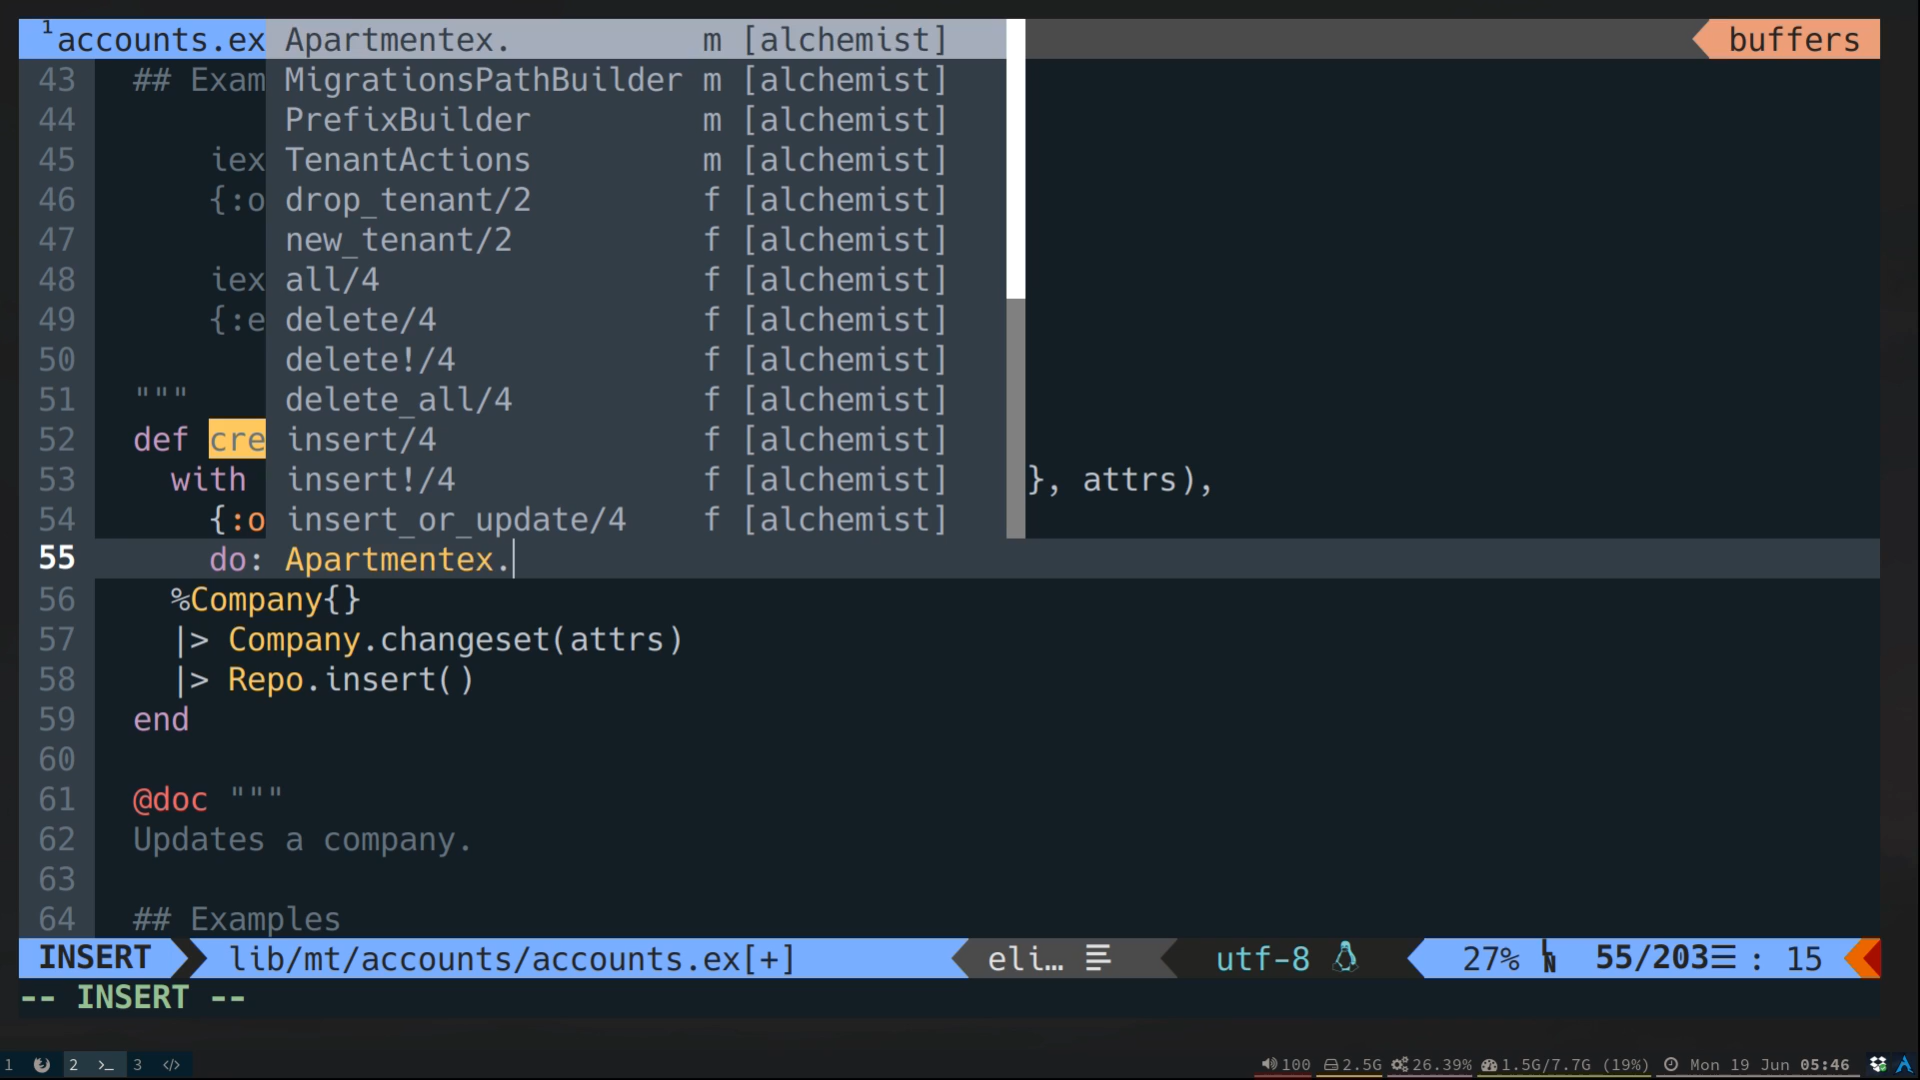 1 accounts.ex Apartmentex. m [alchemist] buffers
43 ## Exam MigrationsPathBuilder m [alchemist]
44 PrefixBuilder m [alchemist]
45 iex TenantActions m [alchemist]
46 {:o drop_tenant/2 f [alchemist]
47 new_tenant/2 f [alchemist]
48 iex all/4 f [alchemist]
49 {:e delete/4 f [alchemist]
50 delete!/4 f [alchemist]
51 """ delete_all/4 f [alchemist]
52 def cre insert/4 f [alchemist]
53 with insert!/4 f [alchemist] }, attrs),
54 {:o insert_or_update/4 f [alchemist]
55 do: Apartmentex.
56 %Company{}
57 |> Company.changeset(attrs)
58 |> Repo.insert()
59 end
60
61 @doc """
62 Updates a company.
63
64 ## Examples
INSERT lib/mt/accounts/accounts.ex[+] eli… utf-8 27% LN 55/203☰ : 15
-- INSERT --
1 2 >_ 3 </> 100 2.5G 26.39% 1.5G/7.7G (19%) Mon 19 Jun 05:46